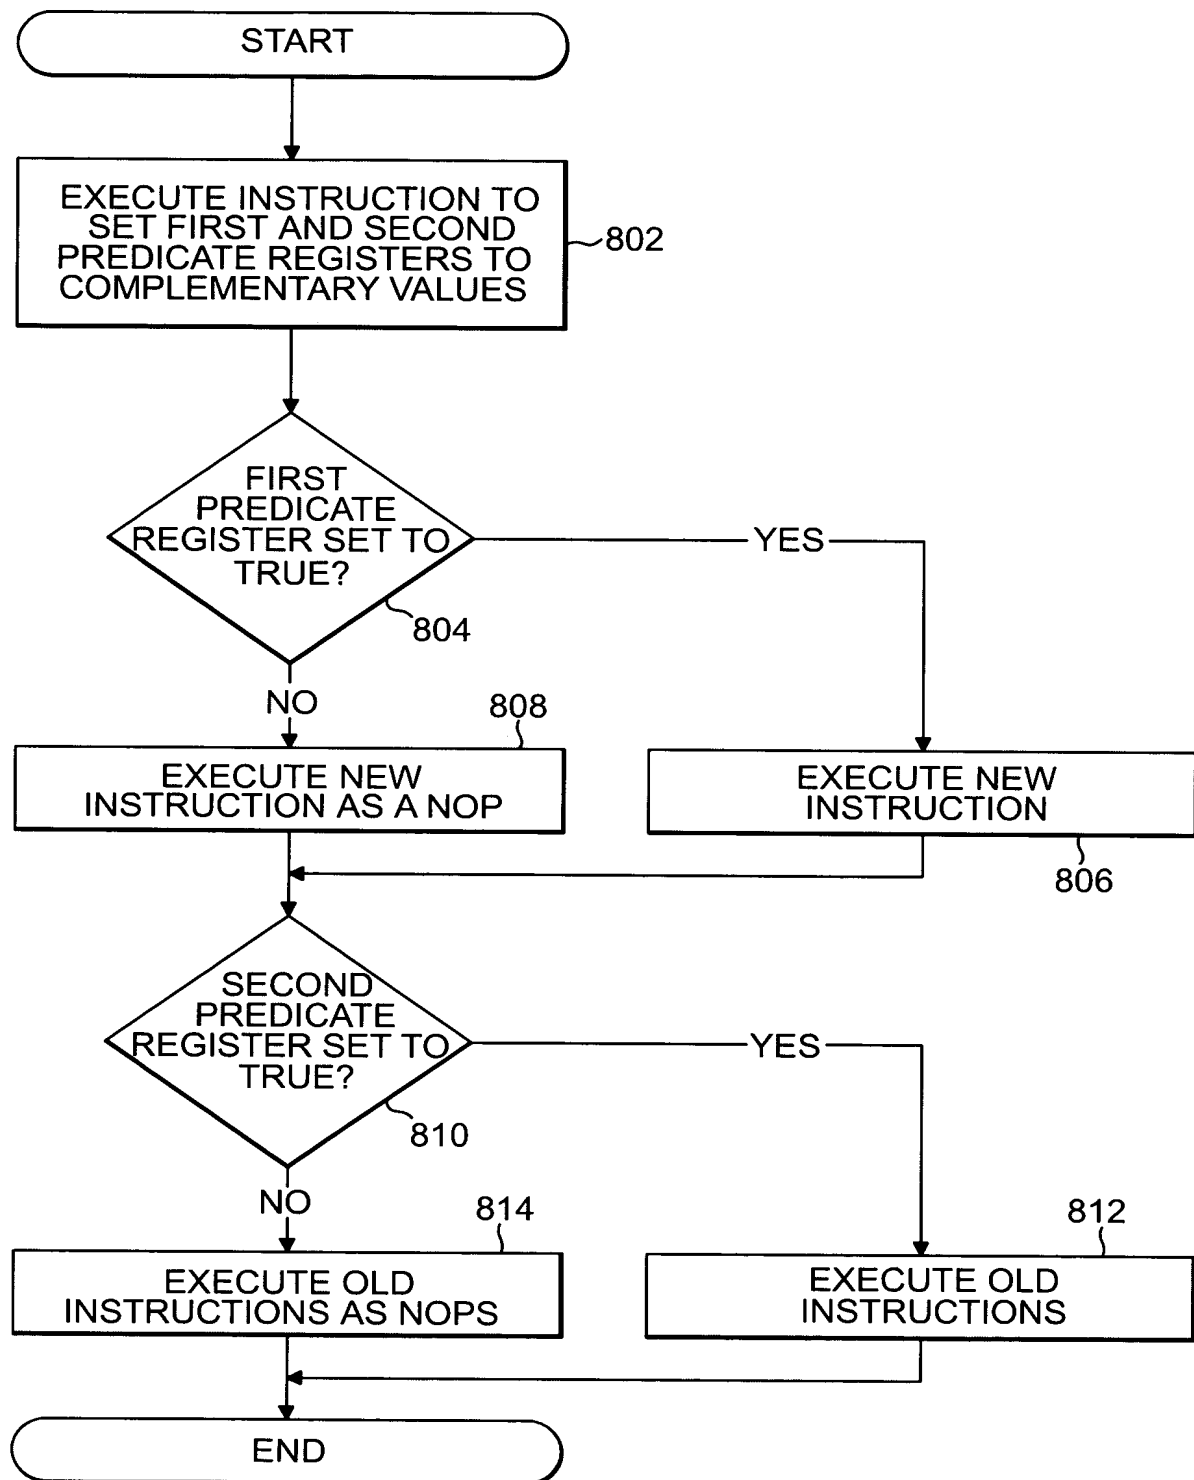 START
EXECUTE INSTRUCTION TO
SET FIRST AND SECOND
PREDICATE REGISTERS TO
COMPLEMENTARY VALUES
802
FIRST
PREDICATE
REGISTER SET TO
TRUE?
YES
804
NO
808
EXECUTE NEW
INSTRUCTION AS A NOP
EXECUTE NEW
INSTRUCTION
806
SECOND
PREDICATE
REGISTER SET TO
TRUE?
YES
810
NO
814
812
EXECUTE OLD
INSTRUCTIONS AS NOPS
EXECUTE OLD
INSTRUCTIONS
END